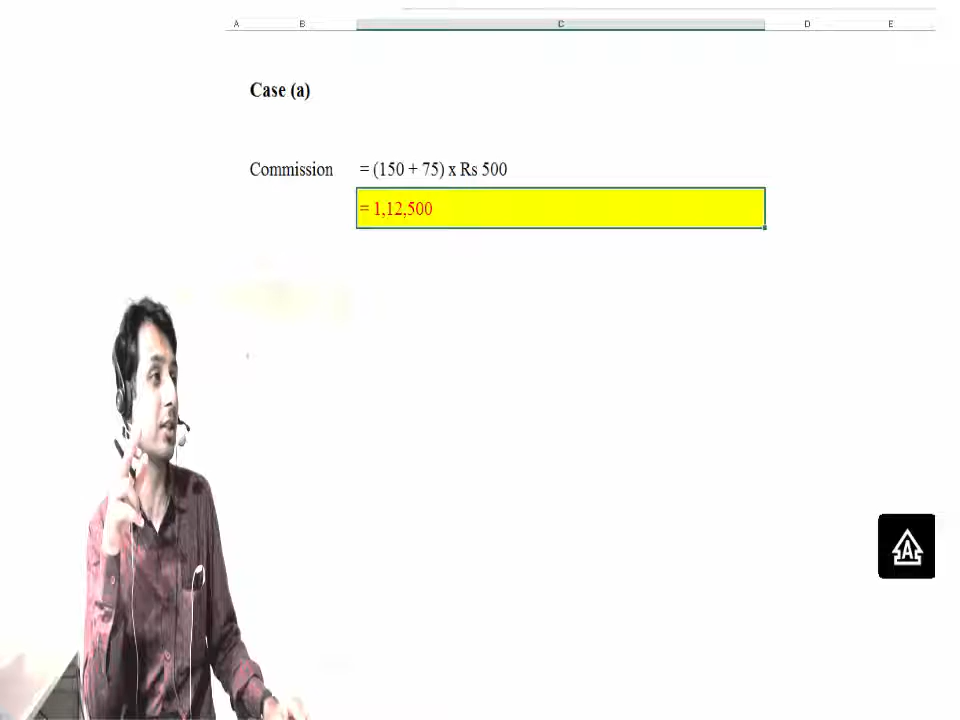 A B C D E
Case (a)
Commission = (150 + 75) x Rs 500
= 1,12,500
A